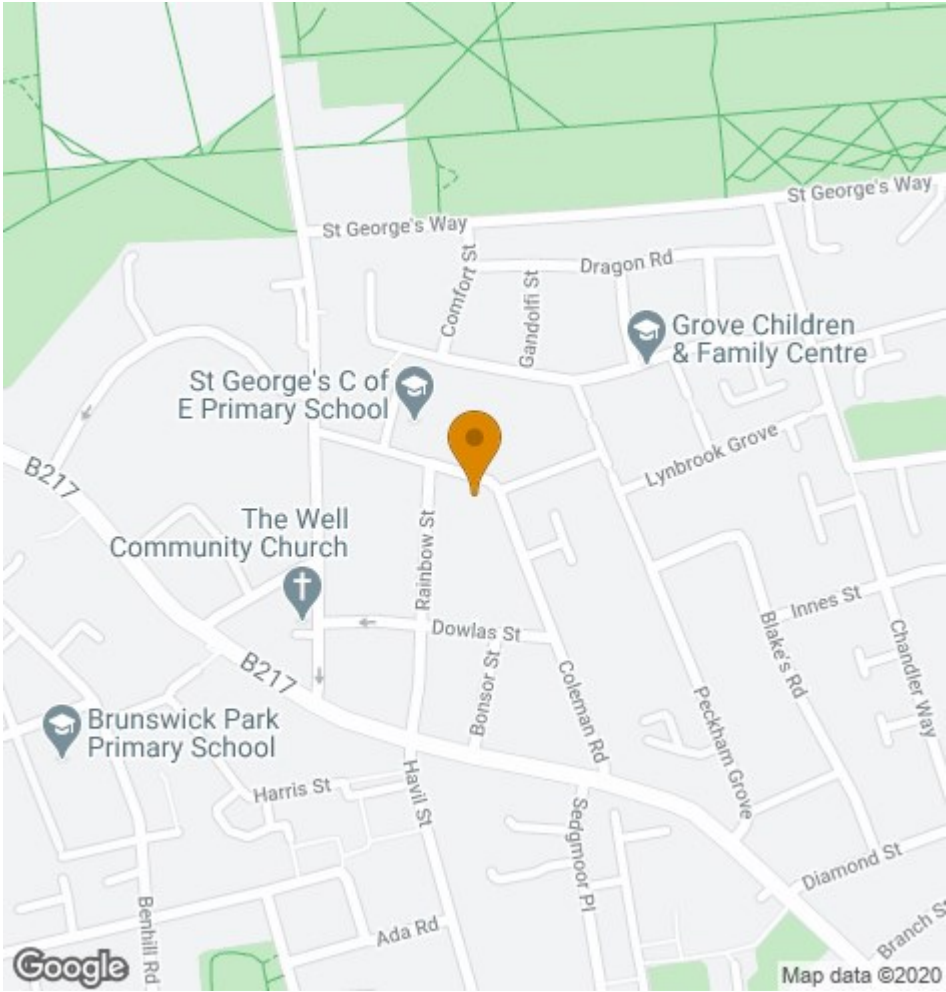 St George's Way
St George's Way
Comfort St
Dragon Rd
Gandolfi St
Grove Children
& Family Centre
St George's C of
E Primary School
Lynbrook Grove
B217
The Well
Community Church
Rainbow St
Dowlas St
Innes St
Blake's Rd
Chandler Way
B217
Bonsor St
Coleman Rd
Peckham Grove
Brunswick Park
Primary School
Harris St
Havil St
Sedgmoor Pl
Diamond St
Benhill Rd
Ada Rd
Branch St
Google
Map data ©2020